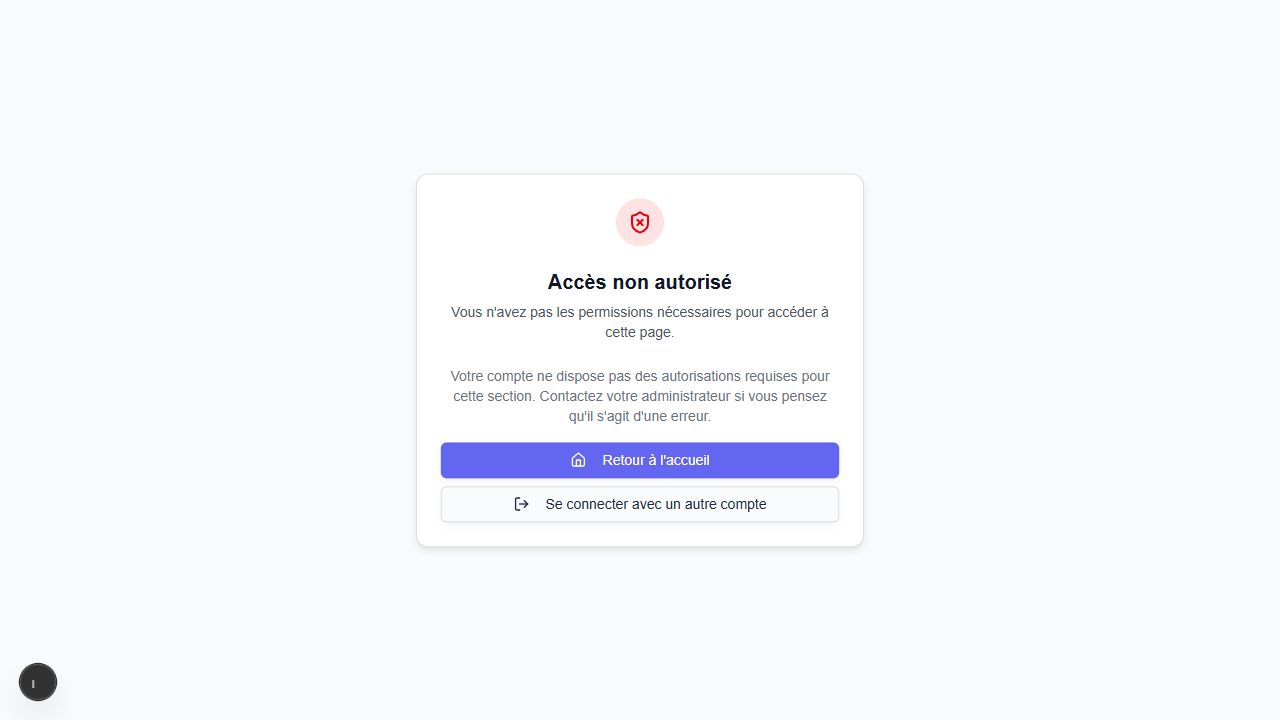 Accès non autorisé
Vous n'avez pas les permissions nécessaires pour accéder à
cette page.
Votre compte ne dispose pas des autorisations requises pour
cette section. Contactez votre administrateur si vous pensez
qu'il s'agit d'une erreur.
Retour à l'accueil
Se connecter avec un autre compte